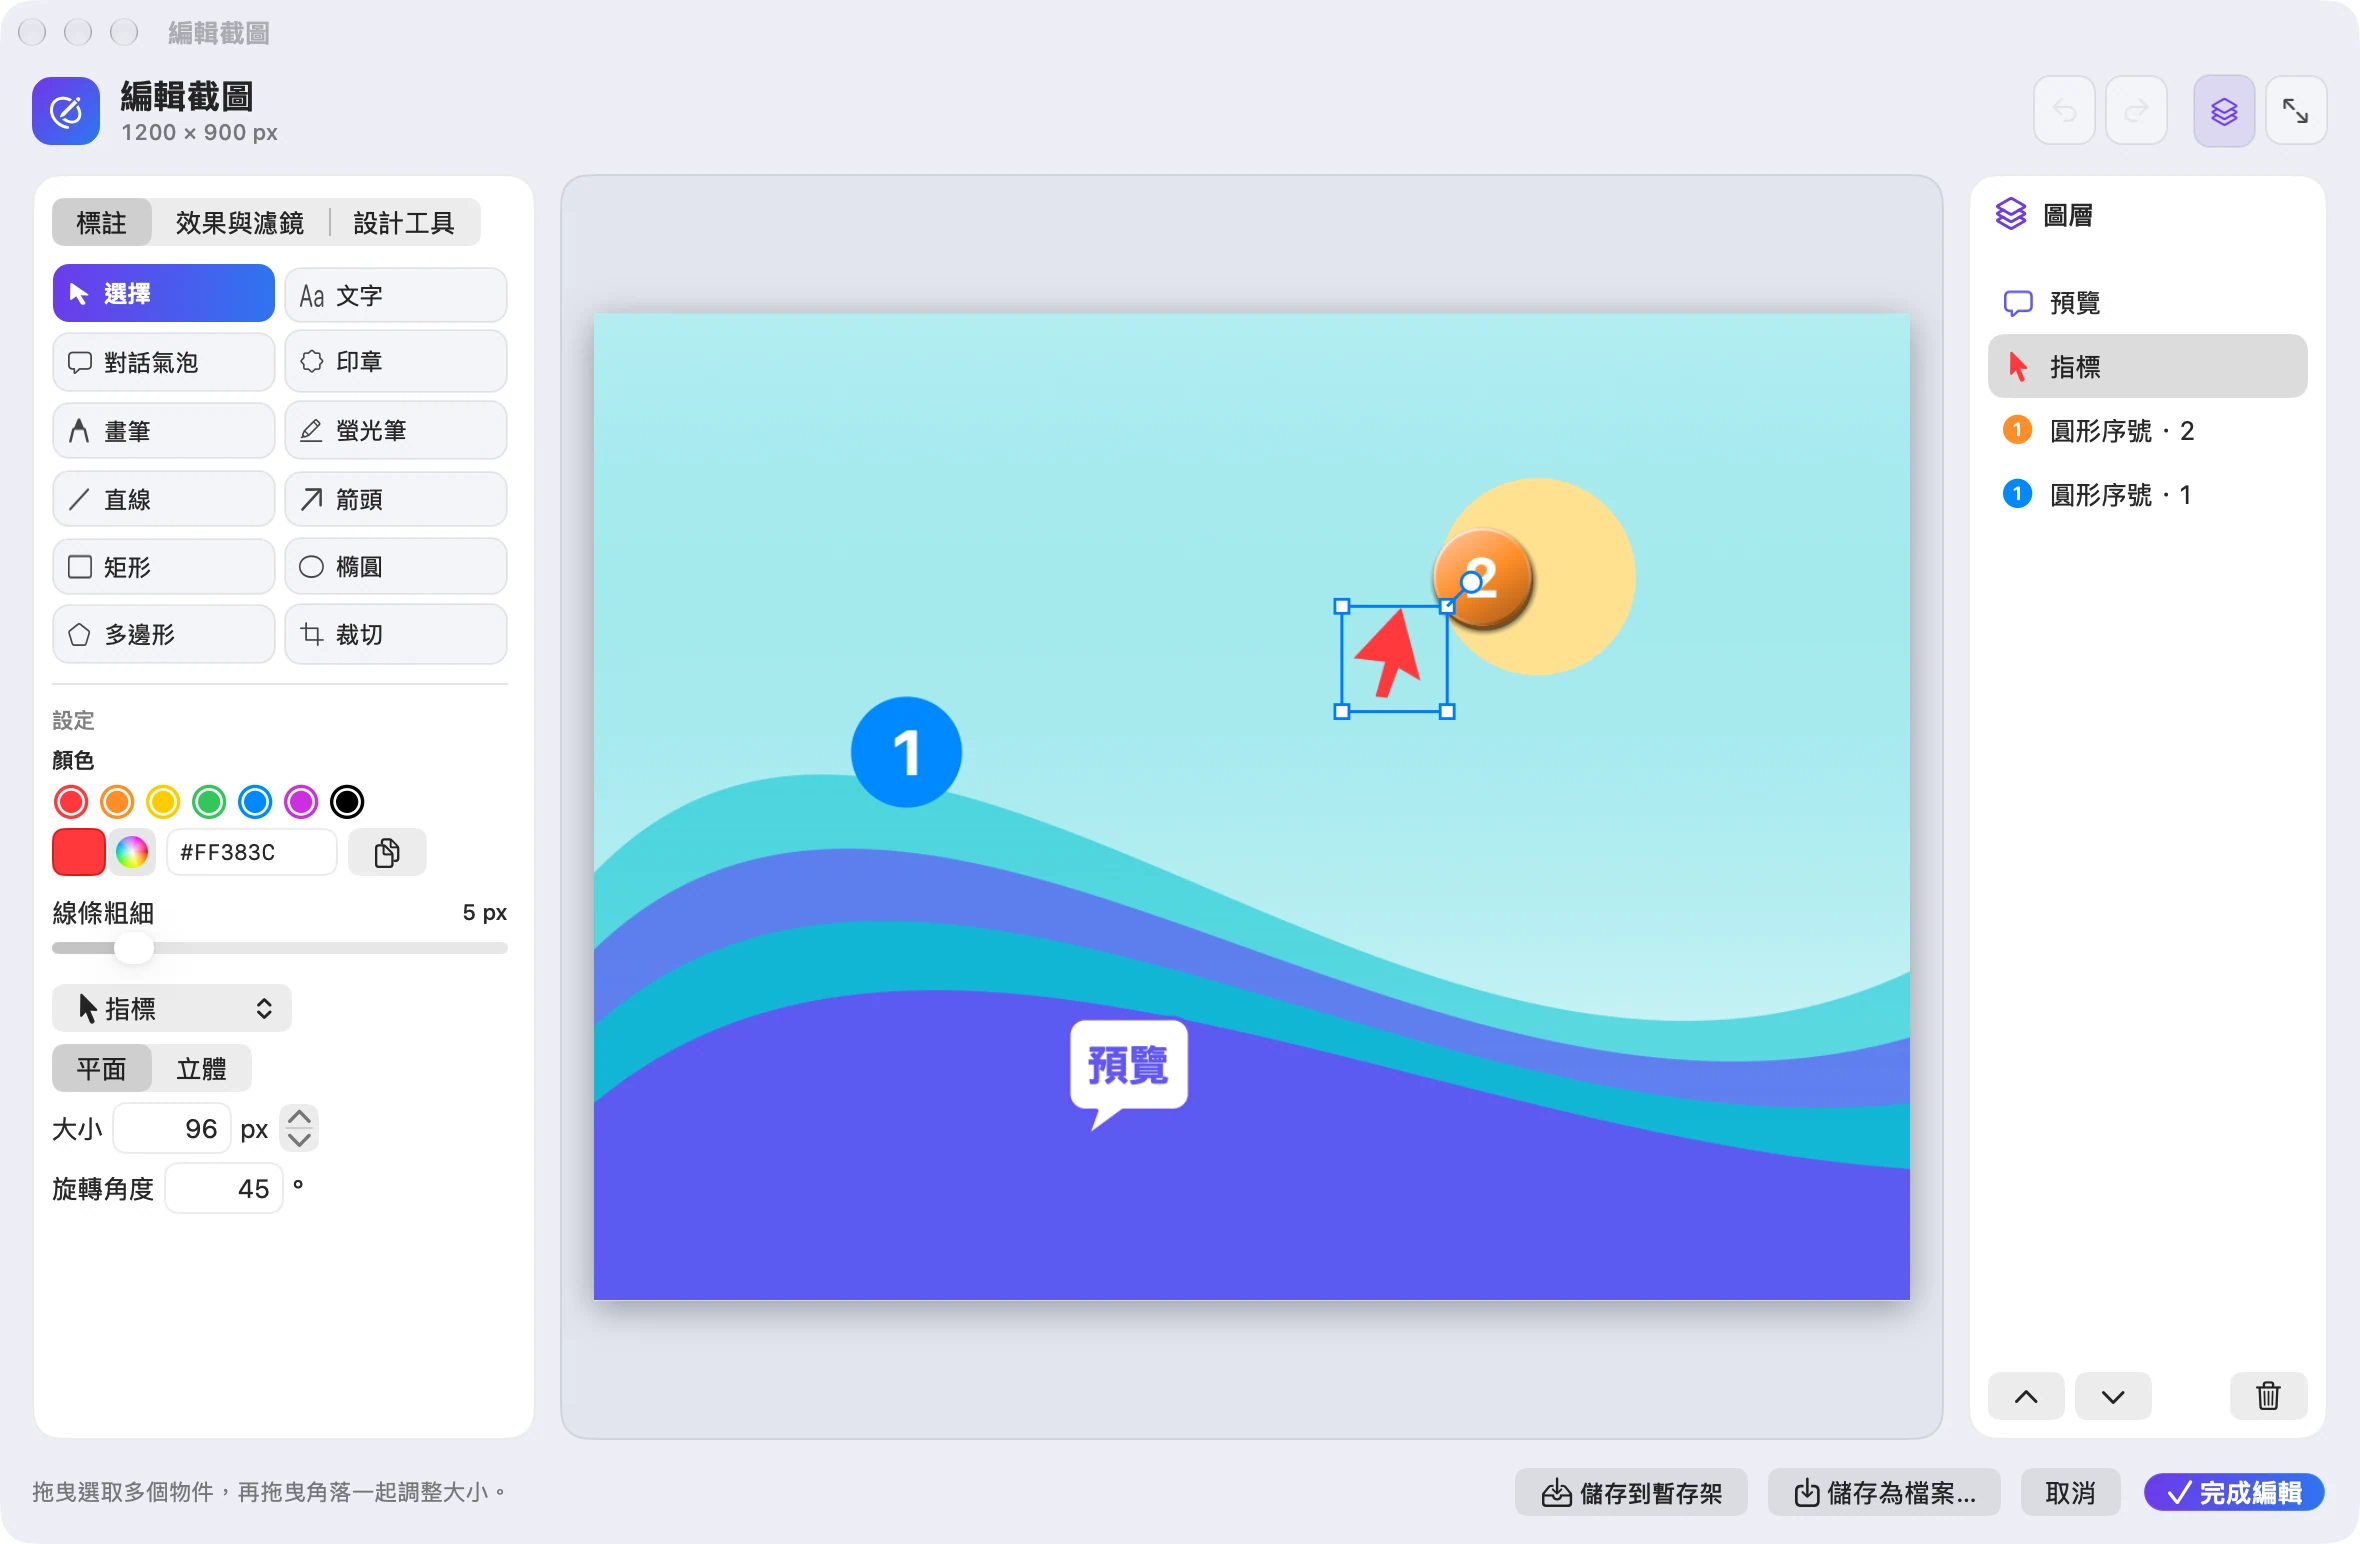 編輯截圖
編輯截圖
1200 × 900 px
標註 效果與濾鏡 設計工具
選擇 Aa 文字
對話氣泡 印章
畫筆 螢光筆
直線 箭頭
矩形 橢圓
多邊形 裁切
設定
顏色
#FF383C
線條粗細 5 px
指標
平面 立體
大小 96 px
旋轉角度 45 °
2
1
預覽
圖層
預覽
指標
1 圓形序號 · 2
1 圓形序號 · 1
拖曳選取多個物件，再拖曳角落一起調整大小。
儲存到暫存架 儲存為檔案... 取消 完成編輯